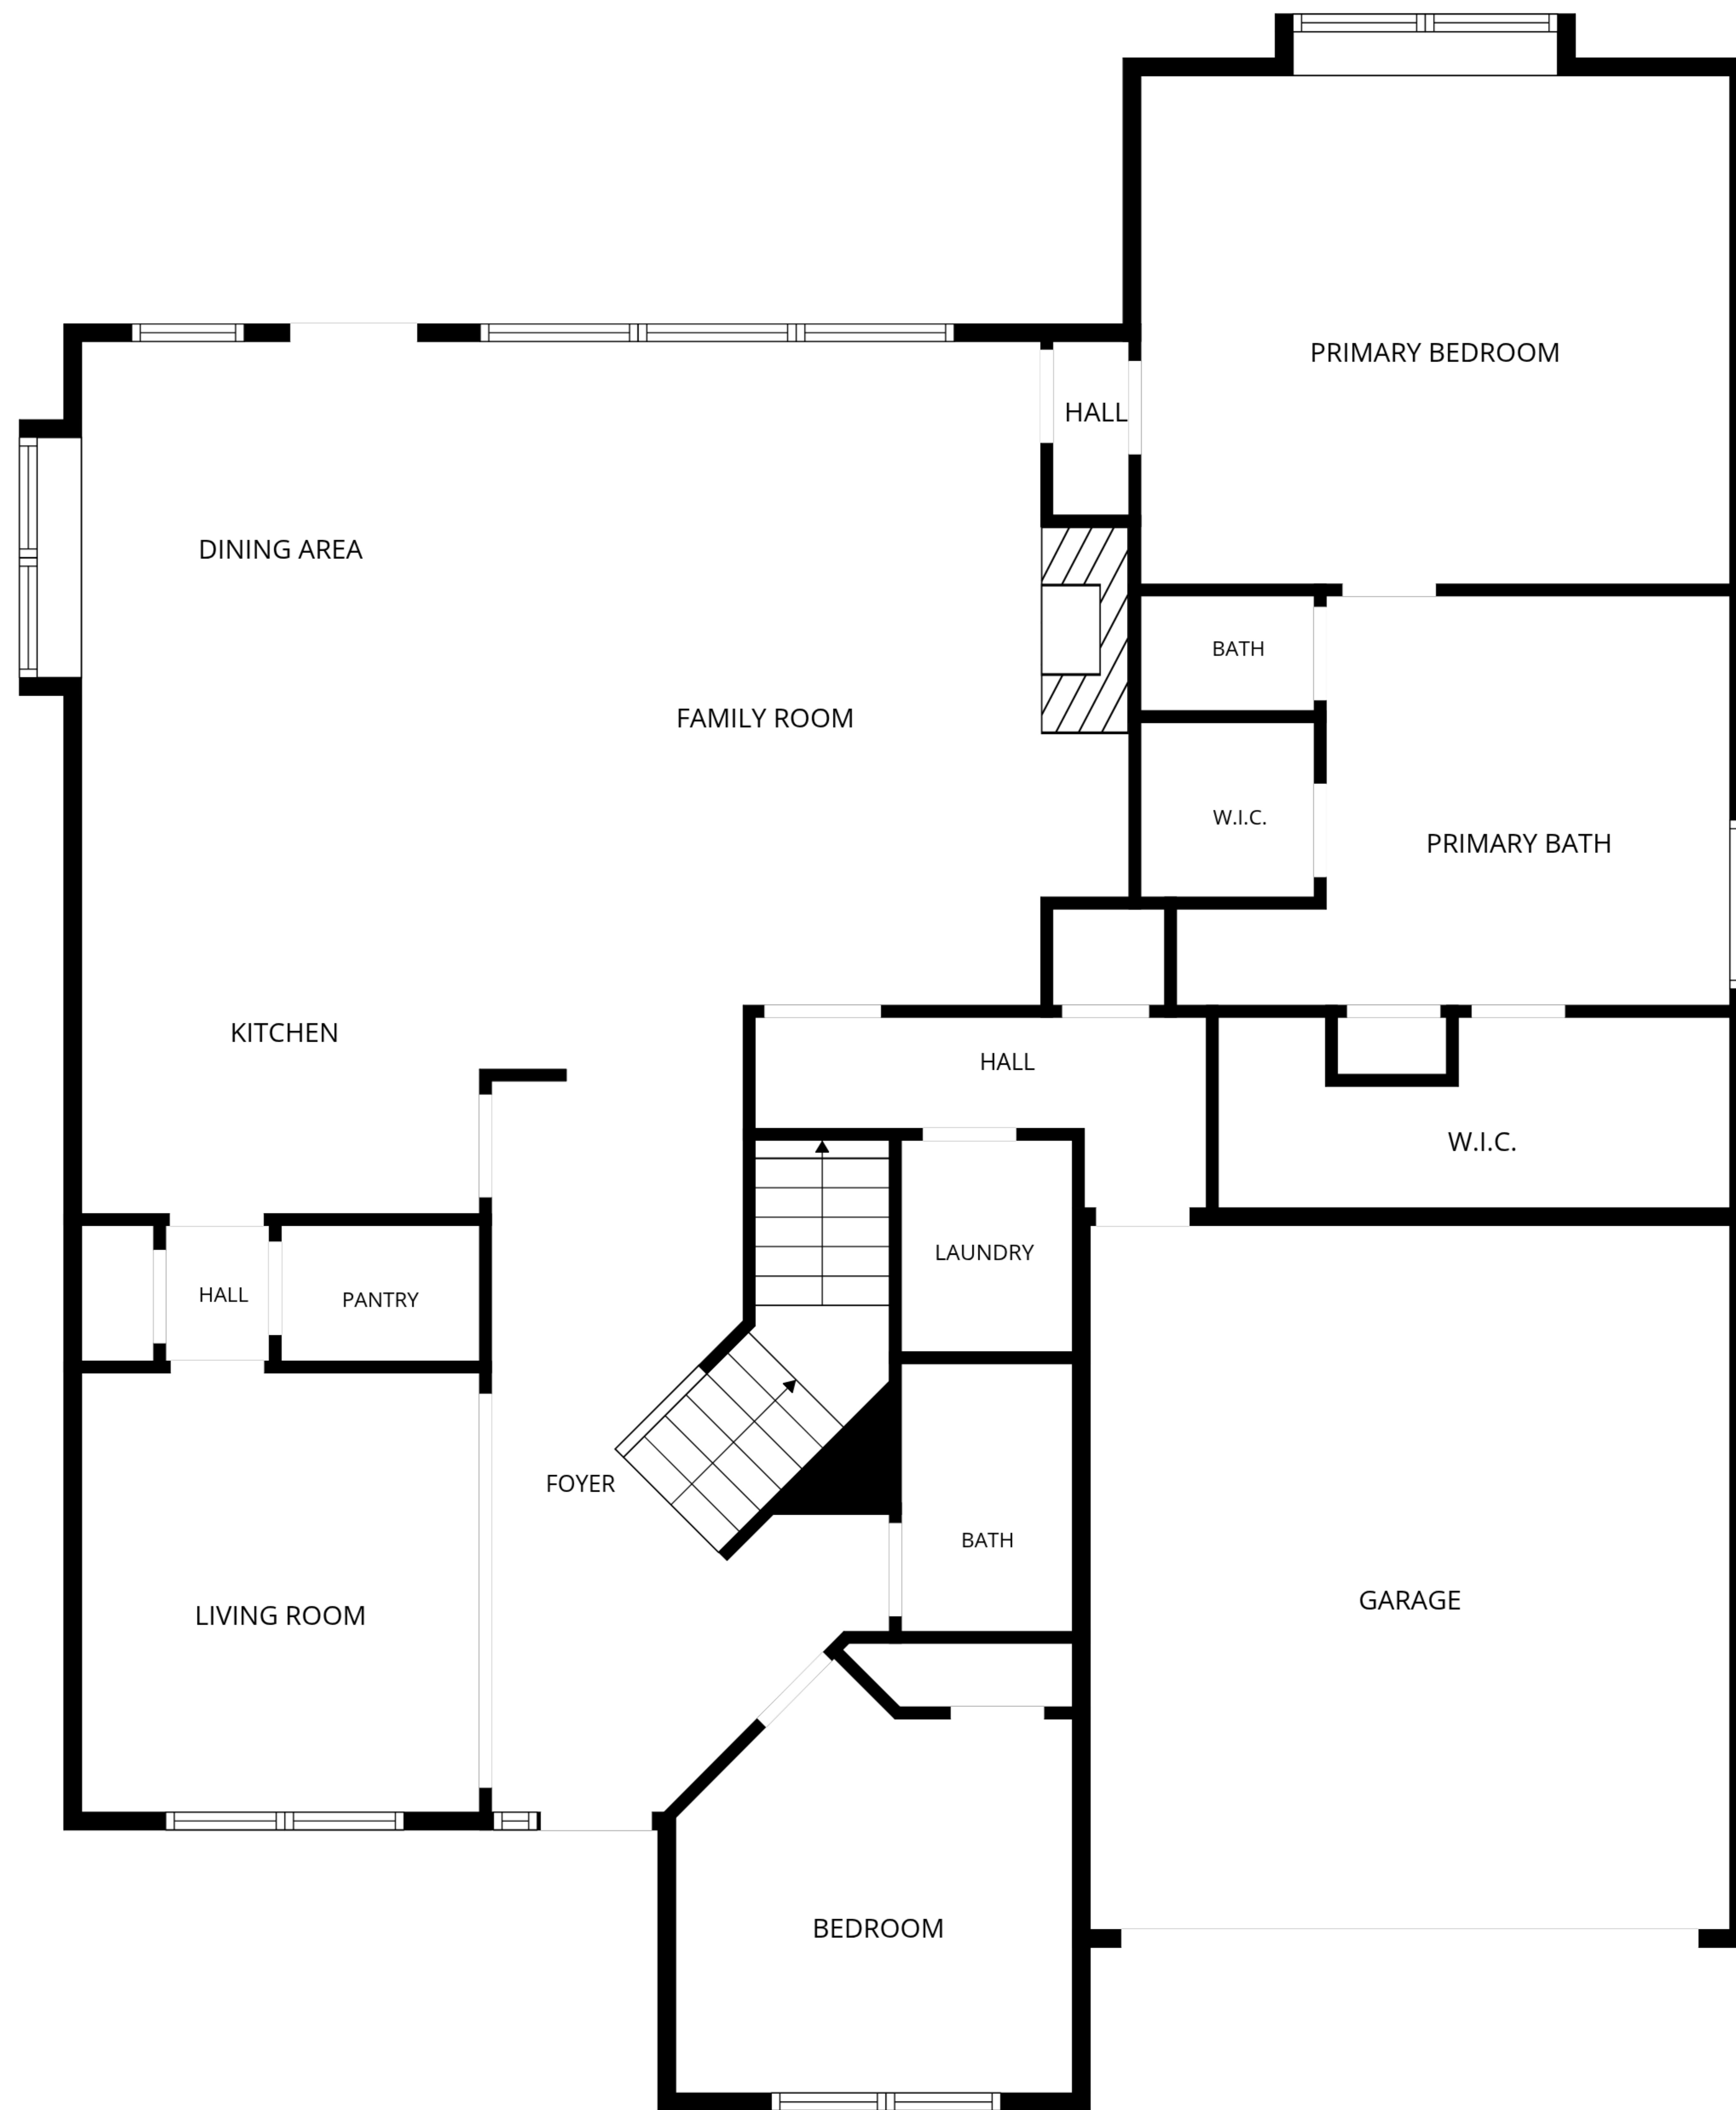 PRIMARY BEDROOM
HALL
DINING AREA
BATH
FAMILY ROOM
W.I.C.
PRIMARY BATH
KITCHEN
HALL
W.I.C.
LAUNDRY
HALL
PANTRY
FOYER
BATH
GARAGE
LIVING ROOM
BEDROOM